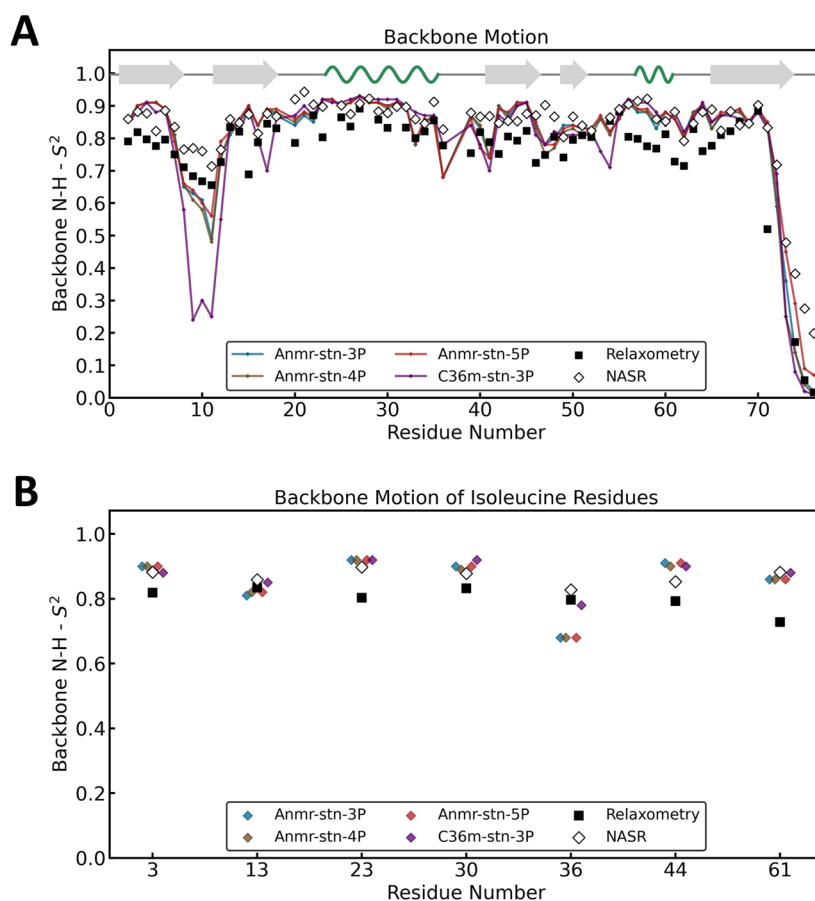 A
Backbone Motion
1.0
0.9
0.8
0.7
0.6
0.5
0.4
0.3
0.2
0.1
0.0
Backbone N-H - S²
Anmr-stn-3P Anmr-stn-5P Relaxometry
Anmr-stn-4P C36m-stn-3P NASR
0 10 20 30 40 50 60 70
Residue Number
B
Backbone Motion of Isoleucine Residues
1.0
0.8
0.6
0.4
0.2
0.0
Backbone N-H - S²
Anmr-stn-3P Anmr-stn-5P Relaxometry
Anmr-stn-4P C36m-stn-3P NASR
3 13 23 30 36 44 61
Residue Number